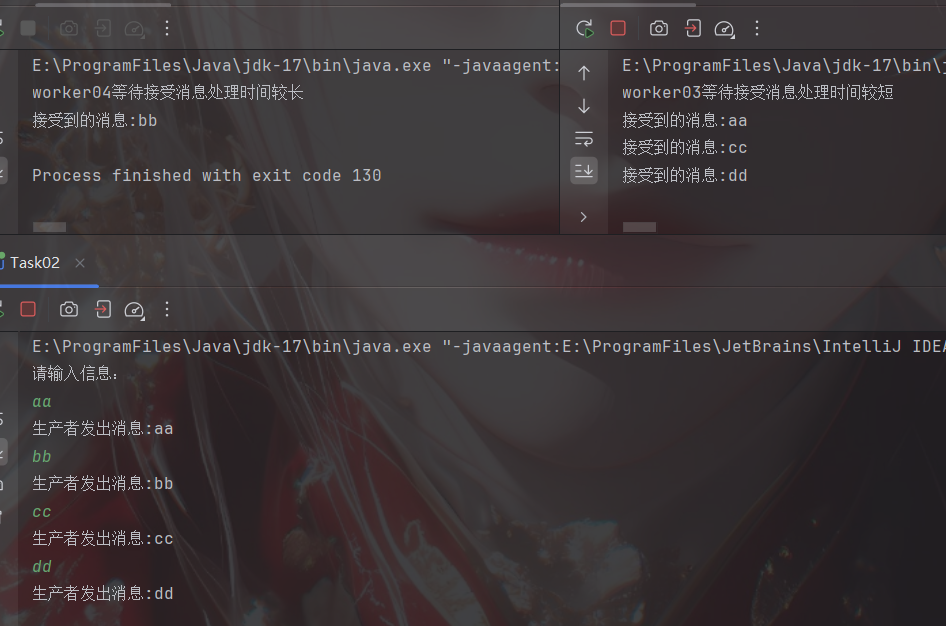 E:\ProgramFiles\Java\jdk-17\bin\java.exe "-javaagent:
worker04等待接受消息处理时间较长
接受到的消息:bb
Process finished with exit code 130
E:\ProgramFiles\Java\jdk-17\bin\j
worker03等待接受消息处理时间较短
接受到的消息:aa
接受到的消息:cc
接受到的消息:dd
Task02
E:\ProgramFiles\Java\jdk-17\bin\java.exe "-javaagent:E:\ProgramFiles\JetBrains\IntelliJ IDEA
请输入信息:
aa
生产者发出消息:aa
bb
生产者发出消息:bb
cc
生产者发出消息:cc
dd
生产者发出消息:dd